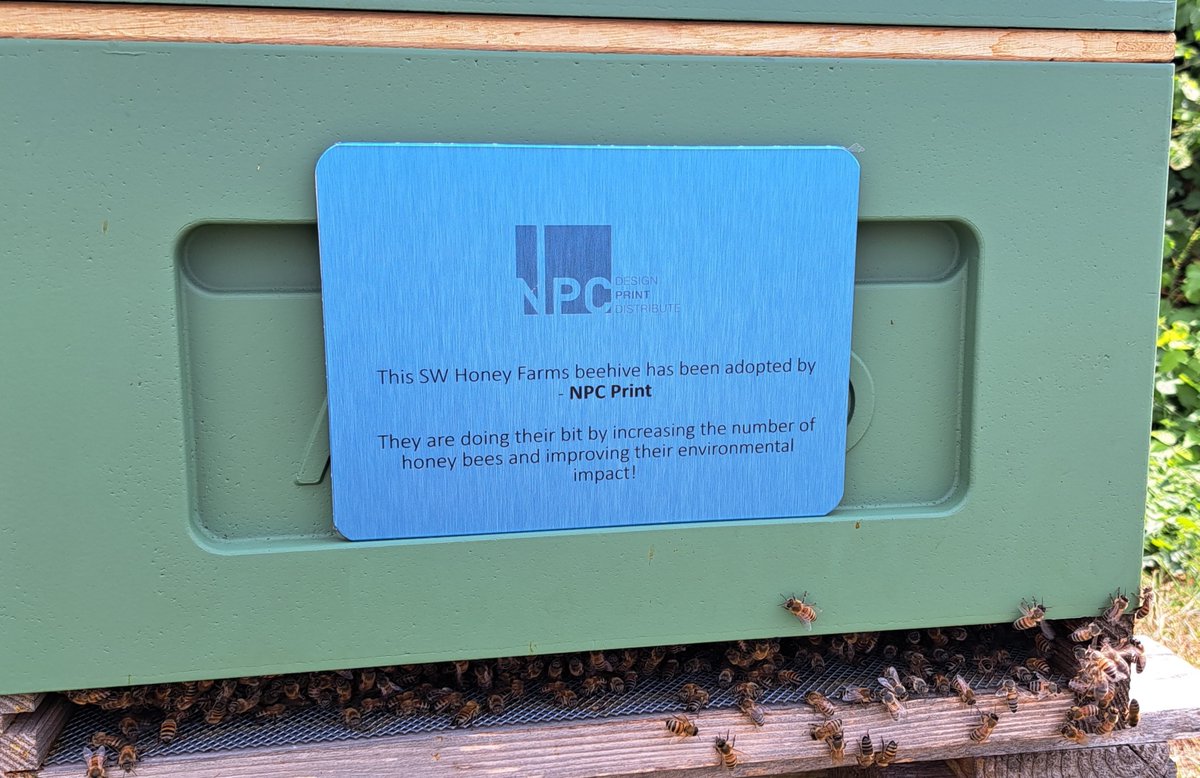 NPC
DESIGN
PRINT
DISTRIBUTE
This SW Honey Farms beehive has been adopted by
- NPC Print
They are doing their bit by increasing the number of
honey bees and improving their environmental
impact!